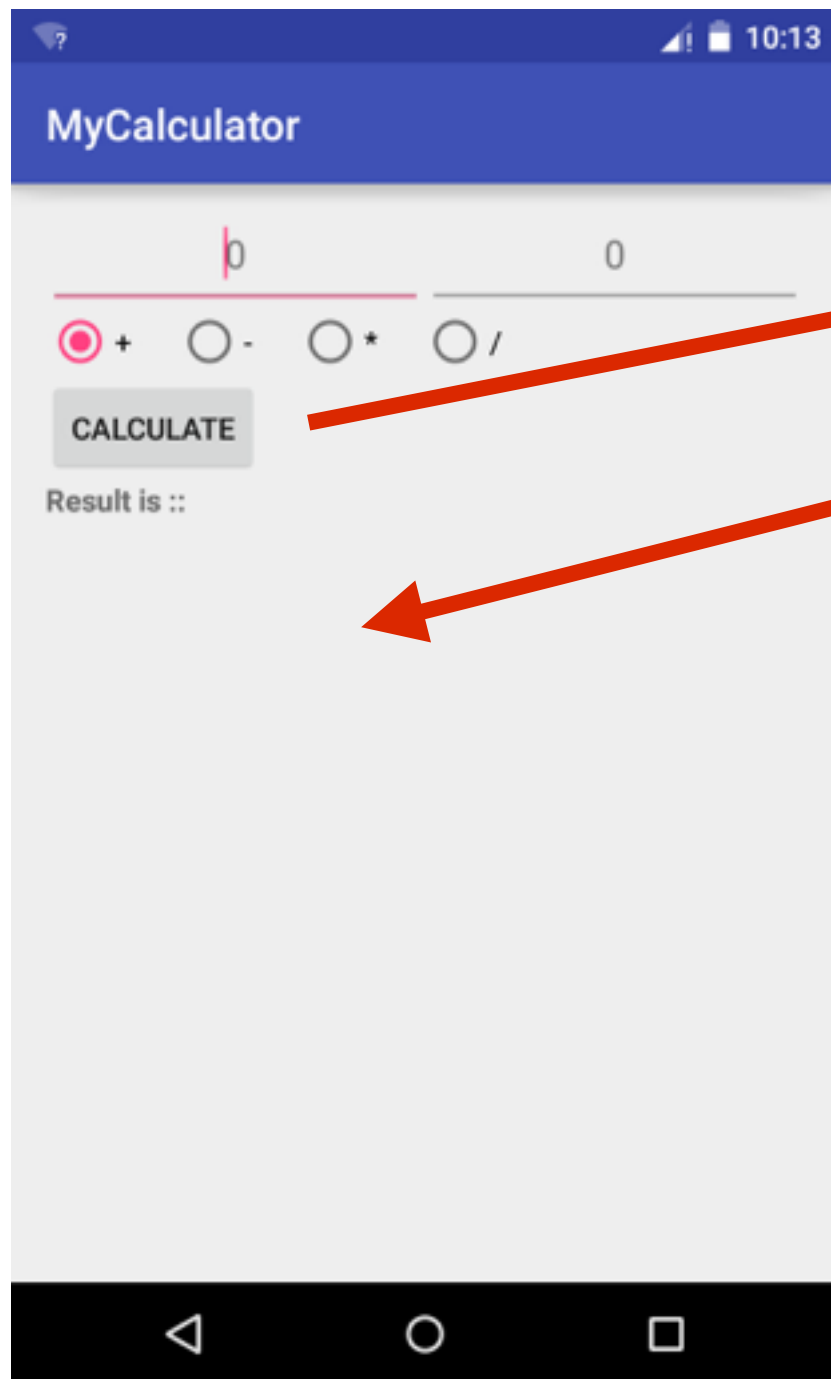 10:13
MyCalculator
0 0
+ - * /
CALCULATE
Result is ::